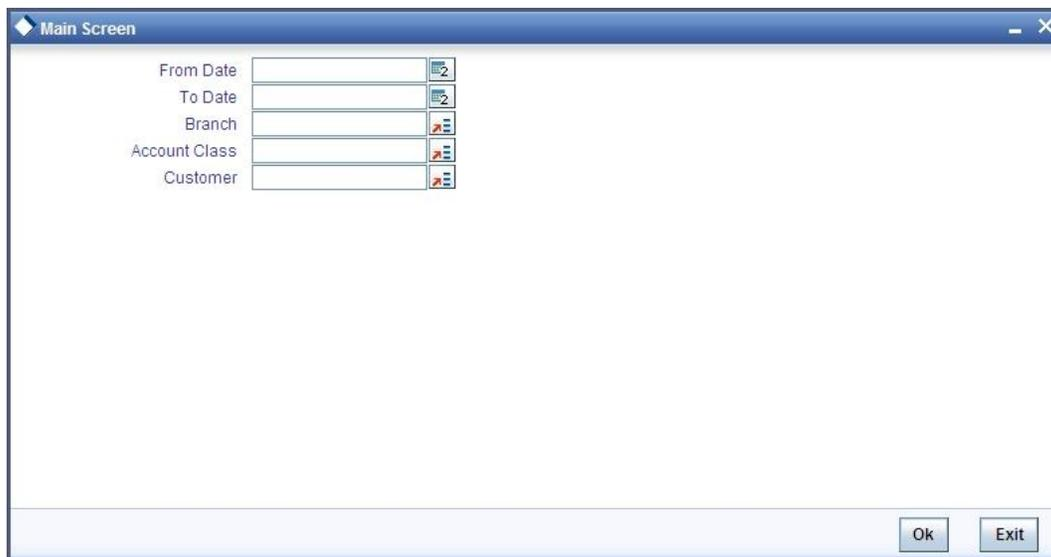 Main Screen
From Date
To Date
Branch
Account Class
Customer
Ok Exit